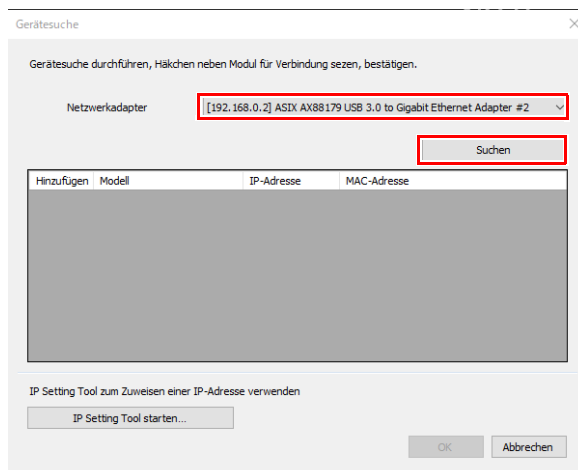 Gerätesuche
Gerätesuche durchführen, Häkchen neben Modul für Verbindung sezen, bestätigen.
Netzwerkadapter [192.168.0.2] ASIX AX88179 USB 3.0 to Gigabit Ethernet Adapter #2
Suchen
Hinzufügen Modell IP-Adresse MAC-Adresse
IP Setting Tool zum Zuweisen einer IP-Adresse verwenden
IP Setting Tool starten...
OK Abbrechen